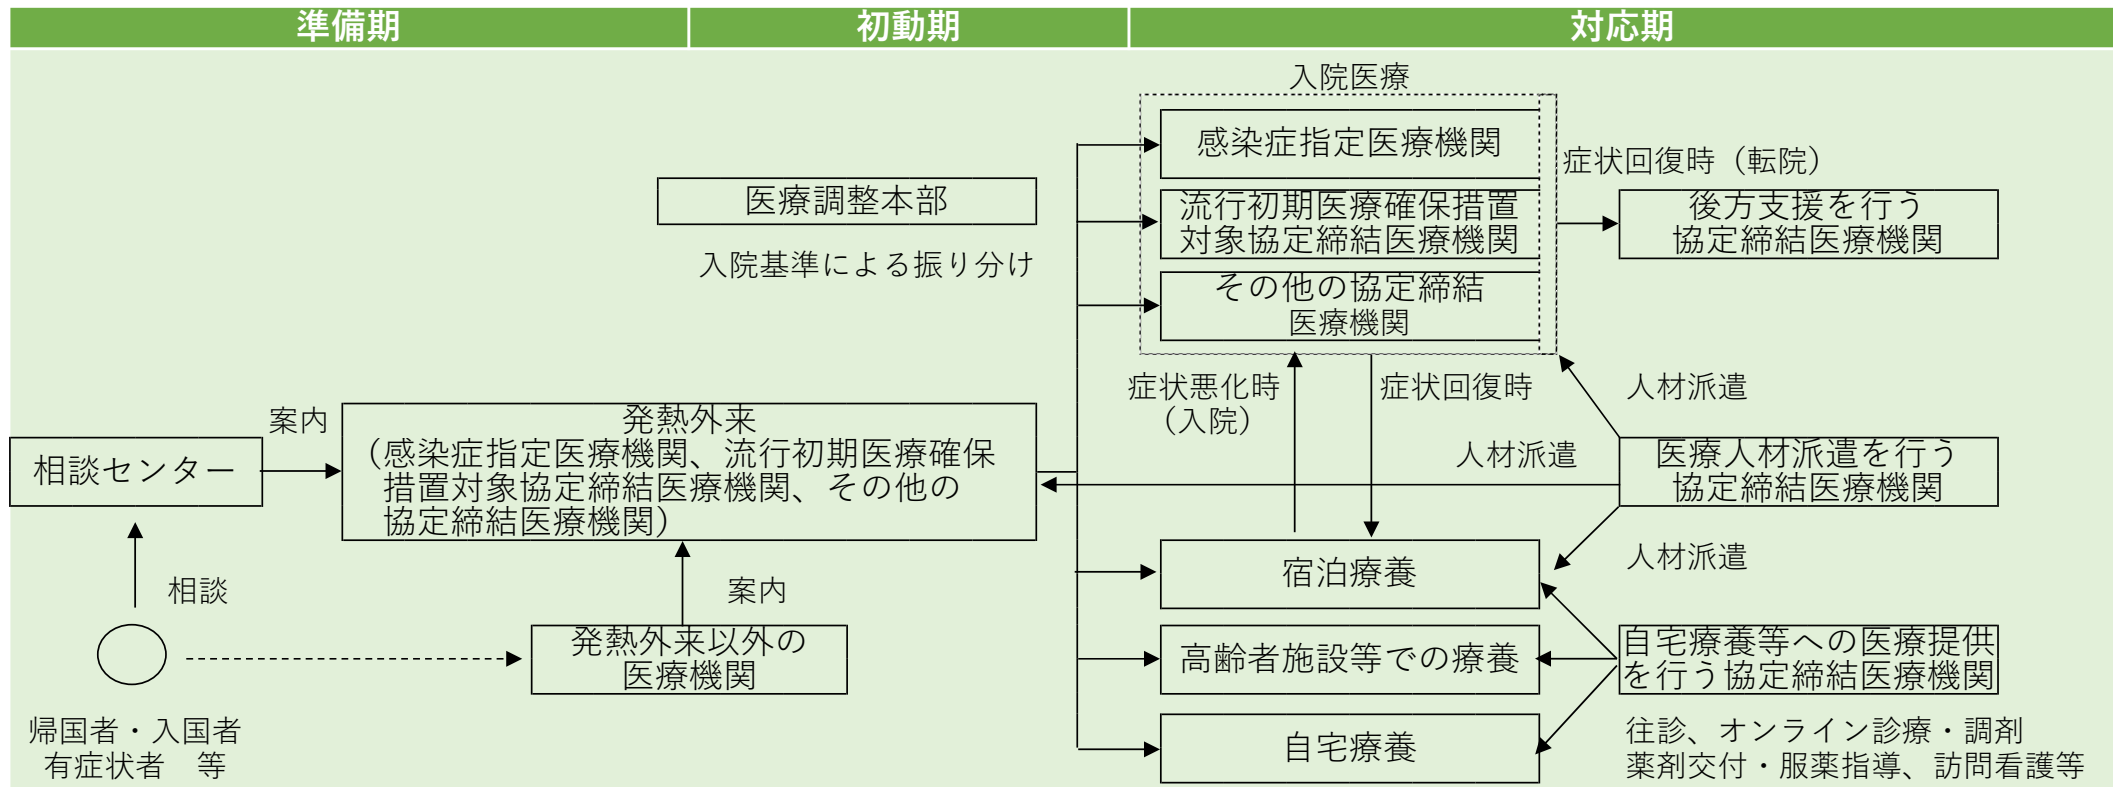 準備期
初動期
対応期
入院医療
感染症指定医療機関
症状回復時（転院）
医療調整本部
流行初期医療確保措置
対象協定締結医療機関
後方支援を行う
協定締結医療機関
入院基準による振り分け
その他の協定締結
医療機関
症状悪化時
（入院）
症状回復時
人材派遣
案内
発熱外来
（感染症指定医療機関、流行初期医療確保
措置対象協定締結医療機関、その他の
協定締結医療機関）
相談センター
人材派遣
医療人材派遣を行う
協定締結医療機関
人材派遣
宿泊療養
相談
案内
発熱外来以外の
医療機関
高齢者施設等での療養
自宅療養等への医療提供
を行う協定締結医療機関
帰国者・入国者
有症状者　等
自宅療養
往診、オンライン診療・調剤
薬剤交付・服薬指導、訪問看護等